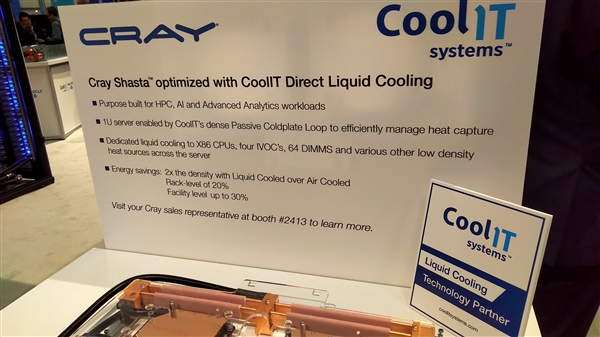 CRAY
CoolIT
systems™
Cray Shasta™ optimized with CoolIT Direct Liquid Cooling
■ Purpose built for HPC, AI and Advanced Analytics workloads
■ 1U server enabled by CoolIT's dense Passive Coldplate Loop to efficiently manage heat capture
■ Dedicated liquid cooling to X86 CPUs, four IVOC's, 64 DIMMS and various other low density
heat sources across the server
■ Energy savings: 2x the density with Liquid Cooled over Air Cooled
Rack-level of 20%
Facility level up to 30%
Visit your Cray sales representative at booth #2413 to learn more.
CoolIT
systems™
Liquid Cooling
Technology Partner
coolitsystems.com